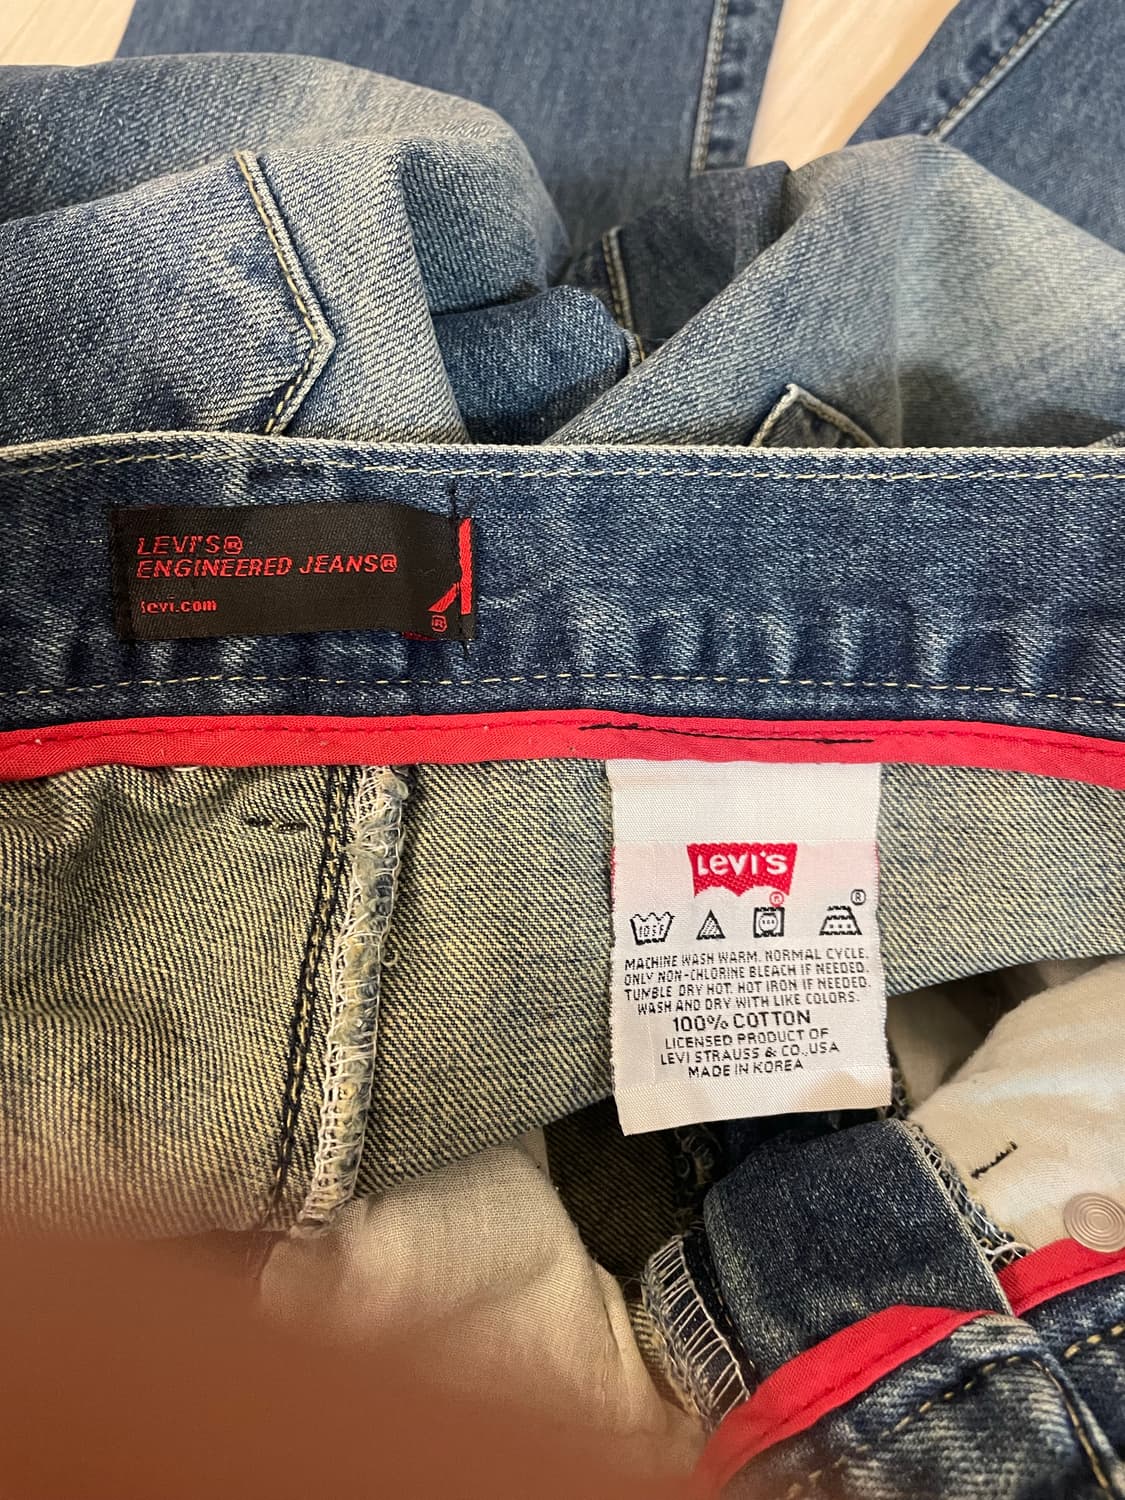 LEVI'S®
ENGINEERED JEANS®
levi.com
®
LEVI'S
®
105F
®
MACHINE WASH WARM. NORMAL CYCLE.
ONLY NON-CHLORINE BLEACH IF NEEDED.
TUMBLE DRY HOT. HOT IRON IF NEEDED.
WASH AND DRY WITH LIKE COLORS.
100% COTTON
LICENSED PRODUCT OF
LEVI STRAUSS & CO., USA
MADE IN KOREA